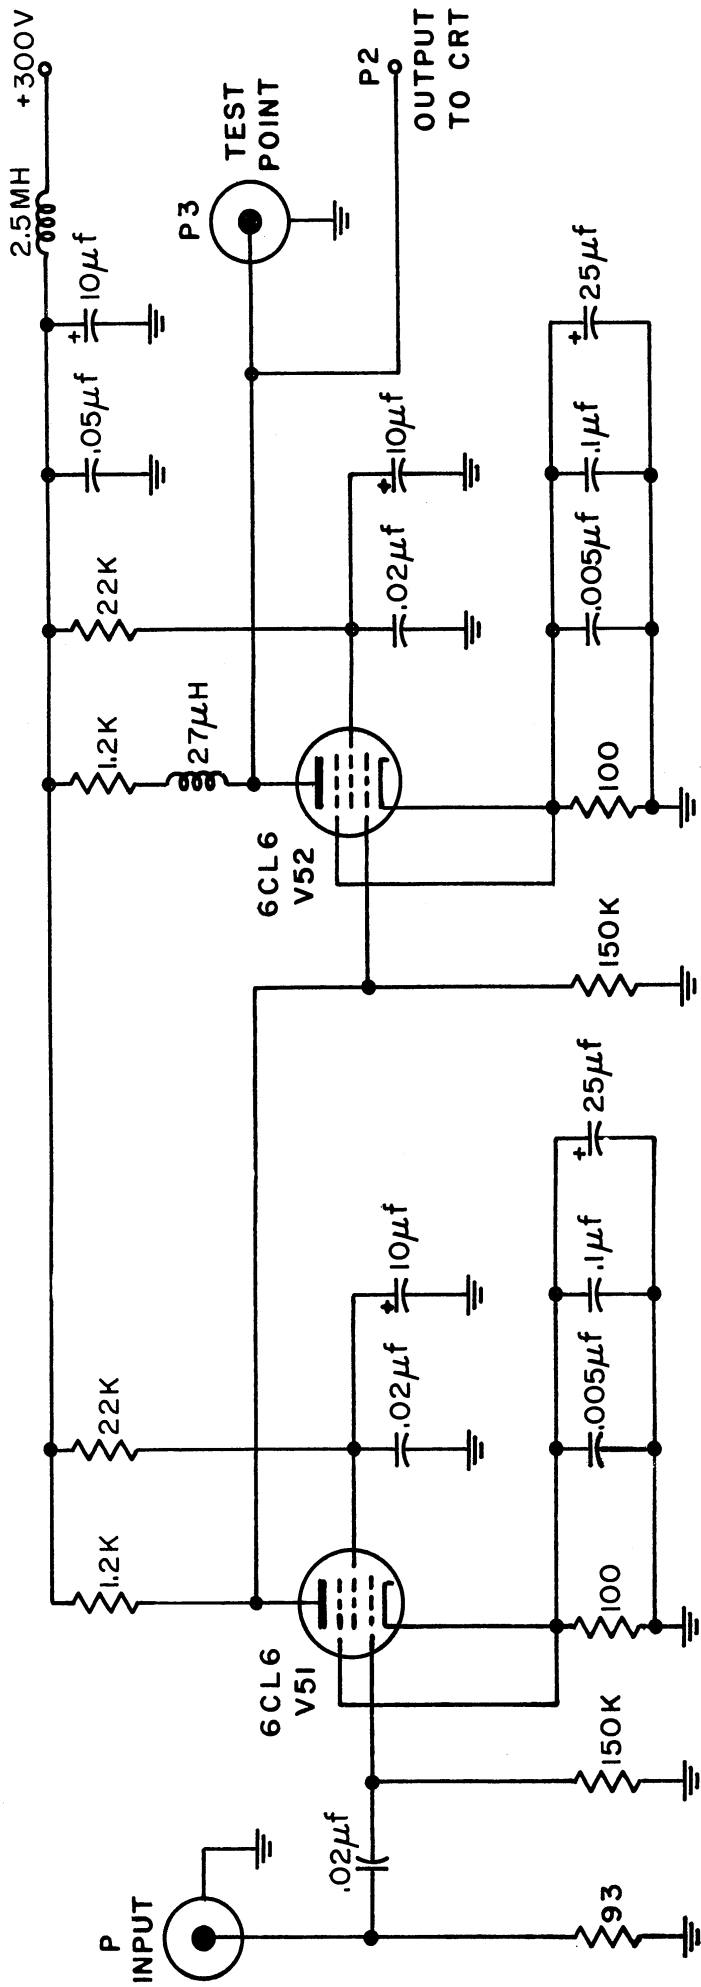 +300V
2.5MH
10µf
.05µf
22K
1.2K
27µH
22K
1.2K
P3
TEST
POINT
P2
OUTPUT
TO CRT
+
10µf
.02µf
6CL6
V52
+
25µf
.1µf
.005µf
100
150K
+
10µf
.02µf
6CL6
V51
+
25µf
.1µf
.005µf
100
150K
P
INPUT
.02µf
93
+